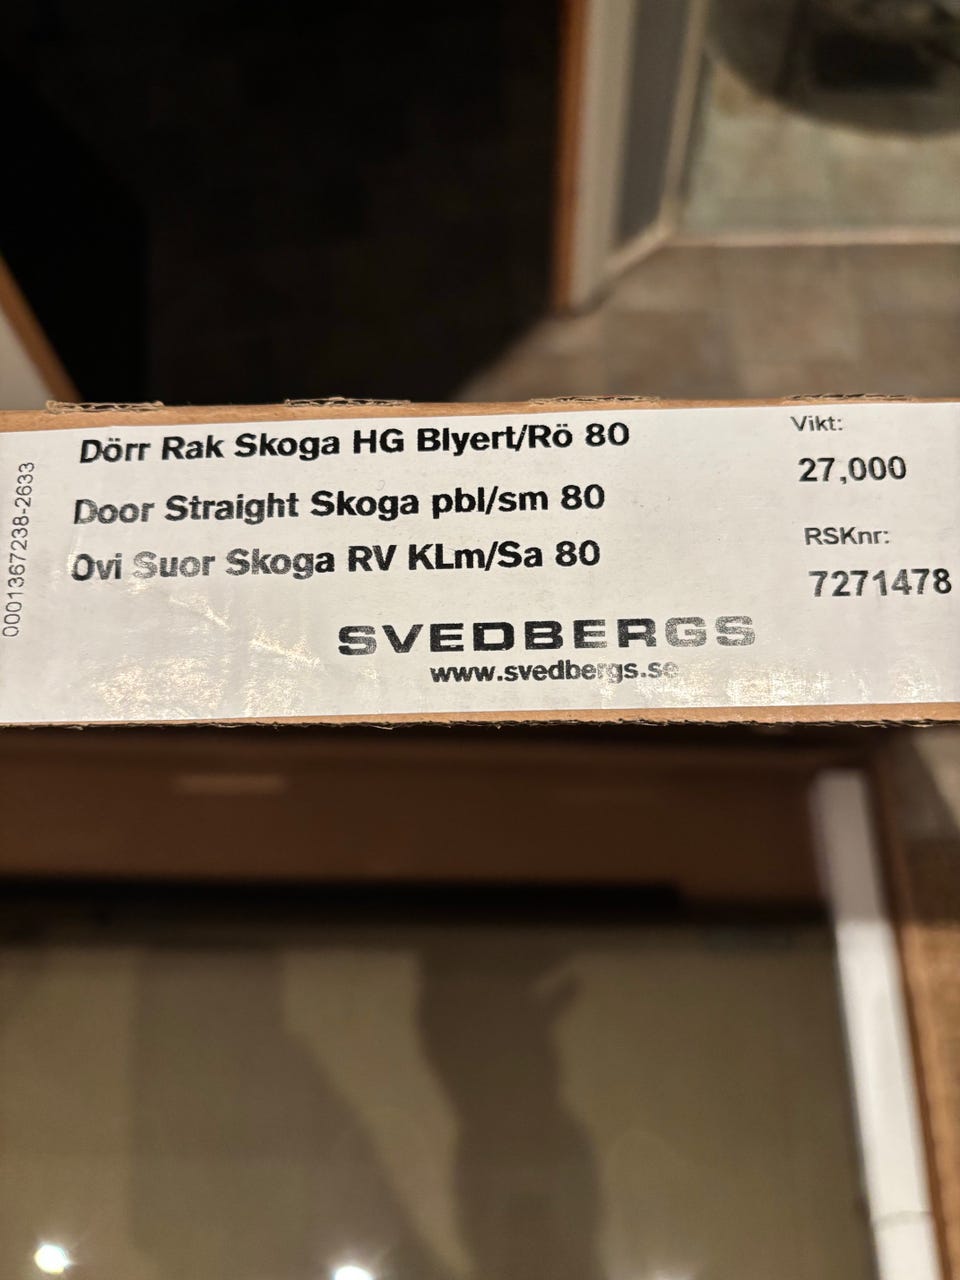 Dörr Rak Skoga HG Blyert/Rö 80
Door Straight Skoga pbl/sm 80
Ovi Suor Skoga RV KLm/Sa 80
SVEDBERGS
www.svedbergs.se
Vikt:
27,000
RSKnr:
7271478
0001367238-2633